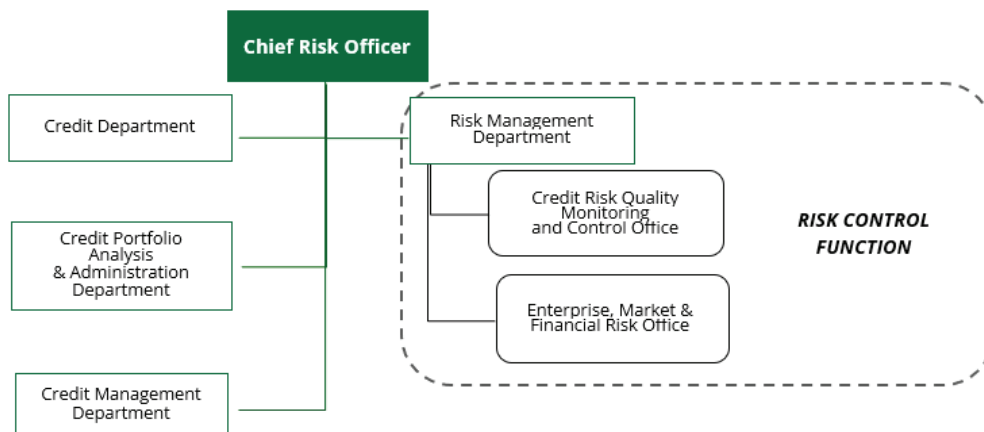 Chief Risk Officer
Credit Department
Risk Management
Department
Credit Risk Quality
Monitoring
and Control Office
RISK CONTROL
FUNCTION
Credit Portfolio
Analysis
& Administration
Department
Enterprise, Market &
Financial Risk Office
Credit Management
Department